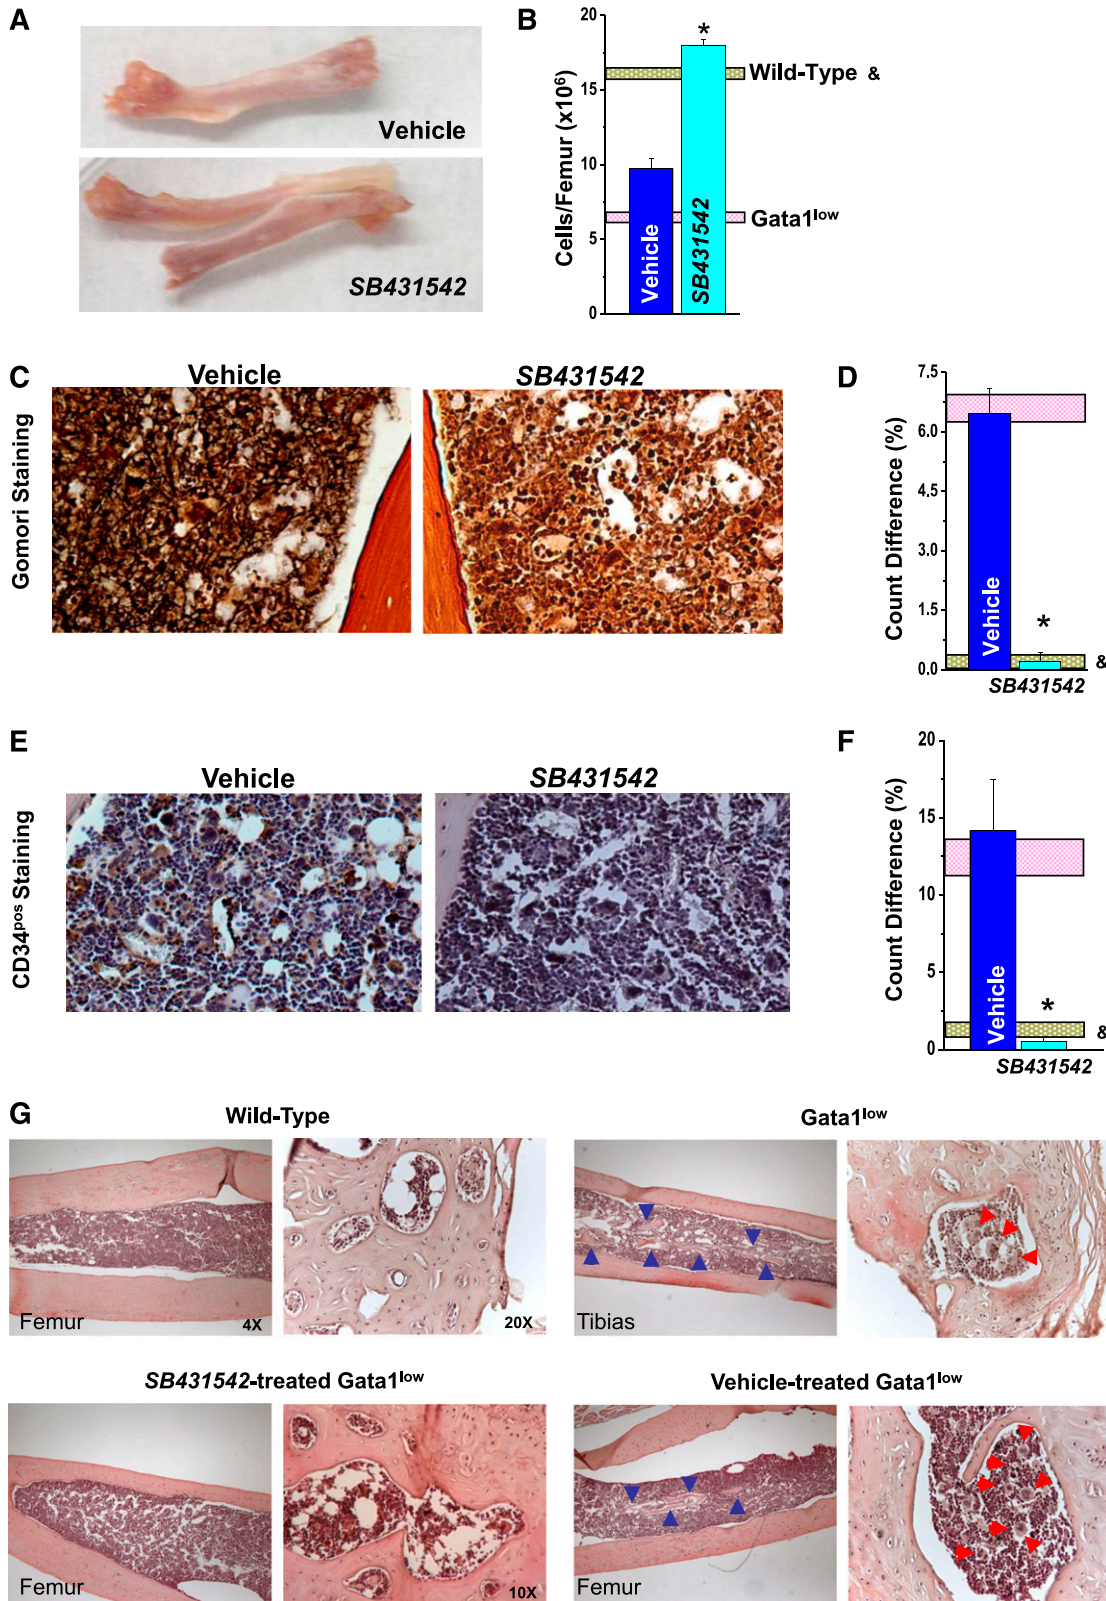 A
Vehicle
SB431542
B
Cells/Femur (x10⁶)
20
15
10
5
0
*
Wild-Type &
Gata1low
Vehicle
SB431542
C
Vehicle
SB431542
Gomori Staining
D
Count Difference (%)
7.5
6.0
4.5
3.0
1.5
0.0
Vehicle
*
&
SB431542
E
Vehicle
SB431542
CD34pos Staining
F
Count Difference (%)
20
15
10
5
0
Vehicle
*
&
SB431542
G
Wild-Type
Gata1low
Femur
4X
20X
Tibias
SB431542-treated Gata1low
Vehicle-treated Gata1low
Femur
10X
Femur